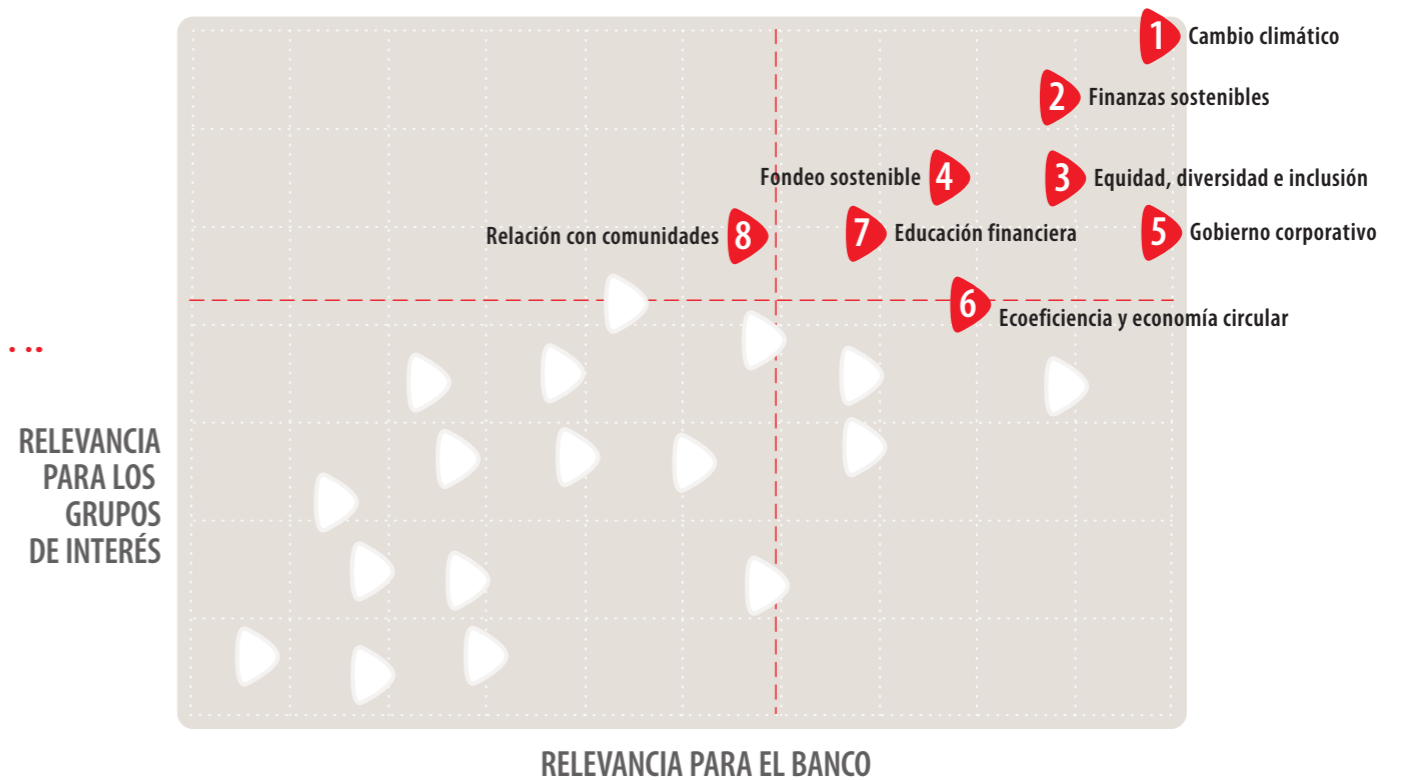 1 Cambio climático
2 Finanzas sostenibles
Fondeo sostenible 4
3 Equidad, diversidad e inclusión
Relación con comunidades 8
7 Educación financiera
5 Gobierno corporativo
6 Ecoeficiencia y economía circular
RELEVANCIA
PARA LOS
GRUPOS
DE INTERÉS
RELEVANCIA PARA EL BANCO